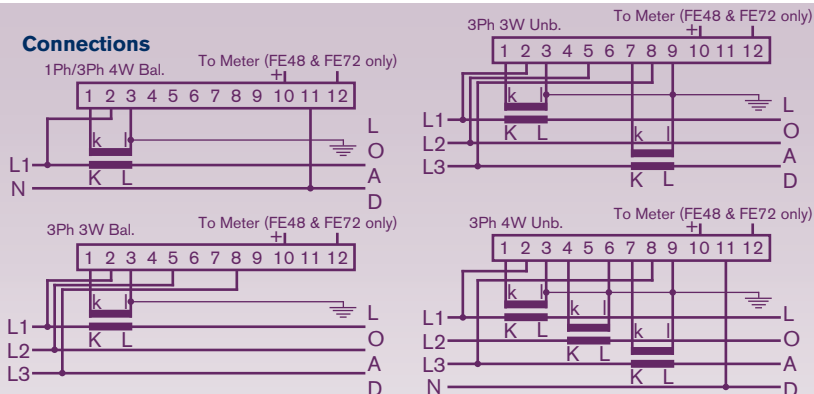 Connections
1Ph/3Ph 4W Bal.
To Meter (FE48 & FE72 only)
+
1 2 3 4 5 6 7 8 9 10 11 12
k l
L1
K L
N
L
O
A
D
3Ph 3W Unb.
To Meter (FE48 & FE72 only)
+
1 2 3 4 5 6 7 8 9 10 11 12
k l
L1
K L
L2
k l
L3
K L
L
O
A
D
3Ph 3W Bal.
To Meter (FE48 & FE72 only)
+
1 2 3 4 5 6 7 8 9 10 11 12
k l
L1
K L
L2
L3
L
O
A
D
3Ph 4W Unb.
To Meter (FE48 & FE72 only)
+
1 2 3 4 5 6 7 8 9 10 11 12
k l
L1
K L
k l
L2
K L
k l
L3
K L
N
L
O
A
D